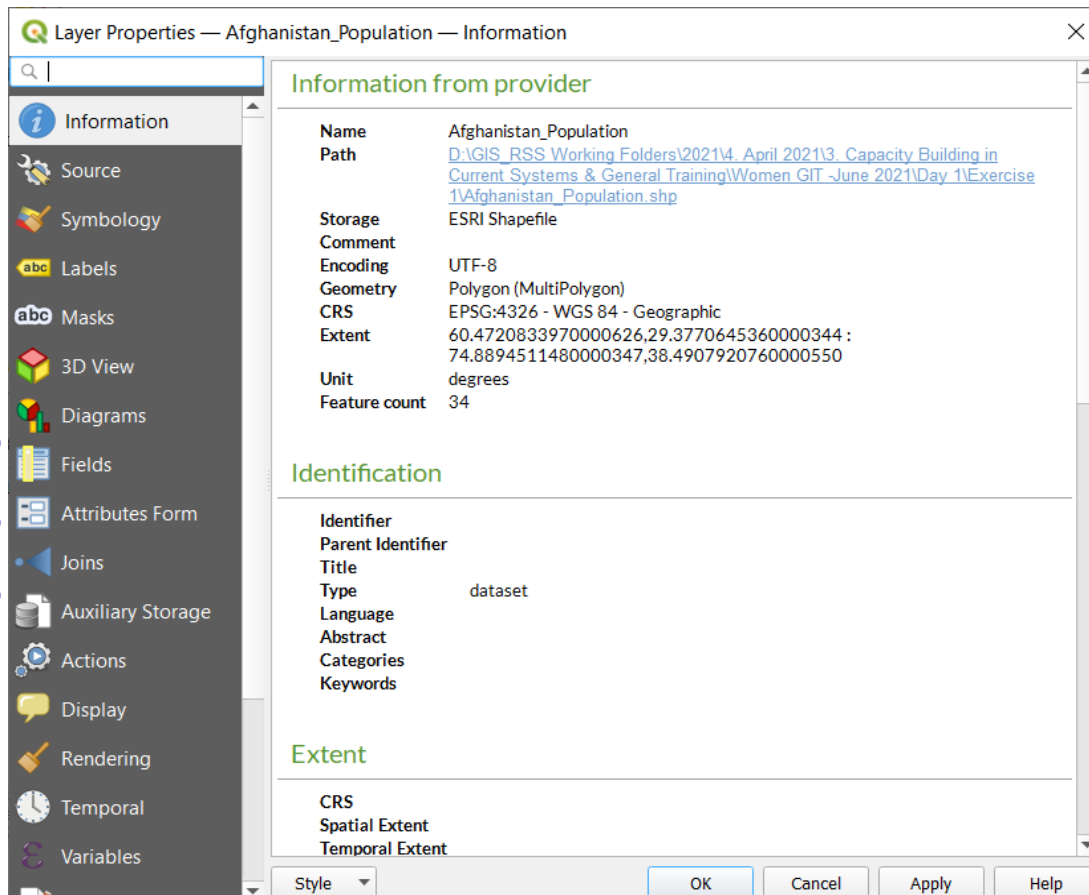 Layer Properties — Afghanistan_Population — Information
Information
Source
abc Labels
Symbology
abc Masks
3D View
Diagrams
Fields
Attributes Form
Joins
Auxiliary Storage
Actions
Display
Rendering
Temporal
Variables
Information from provider
Name Afghanistan_Population
Path D:\GIS_RSS Working Folders\2021\4. April 2021\3. Capacity Building in
Current Systems & General Training\Women GIT -June 2021\Day 1\Exercise
1\Afghanistan_Population.shp
Storage ESRI Shapefile
Comment
Encoding UTF-8
Geometry Polygon (MultiPolygon)
CRS EPSG:4326 - WGS 84 - Geographic
Extent 60.4720833970000626,29.3770645360000344 :
74.8894511480000347,38.4907920760000550
Unit degrees
Feature count 34
Identification
Identifier
Parent Identifier
Title
Type dataset
Language
Abstract
Categories
Keywords
Extent
CRS
Spatial Extent
Temporal Extent
Style
OK
Cancel
Apply
Help